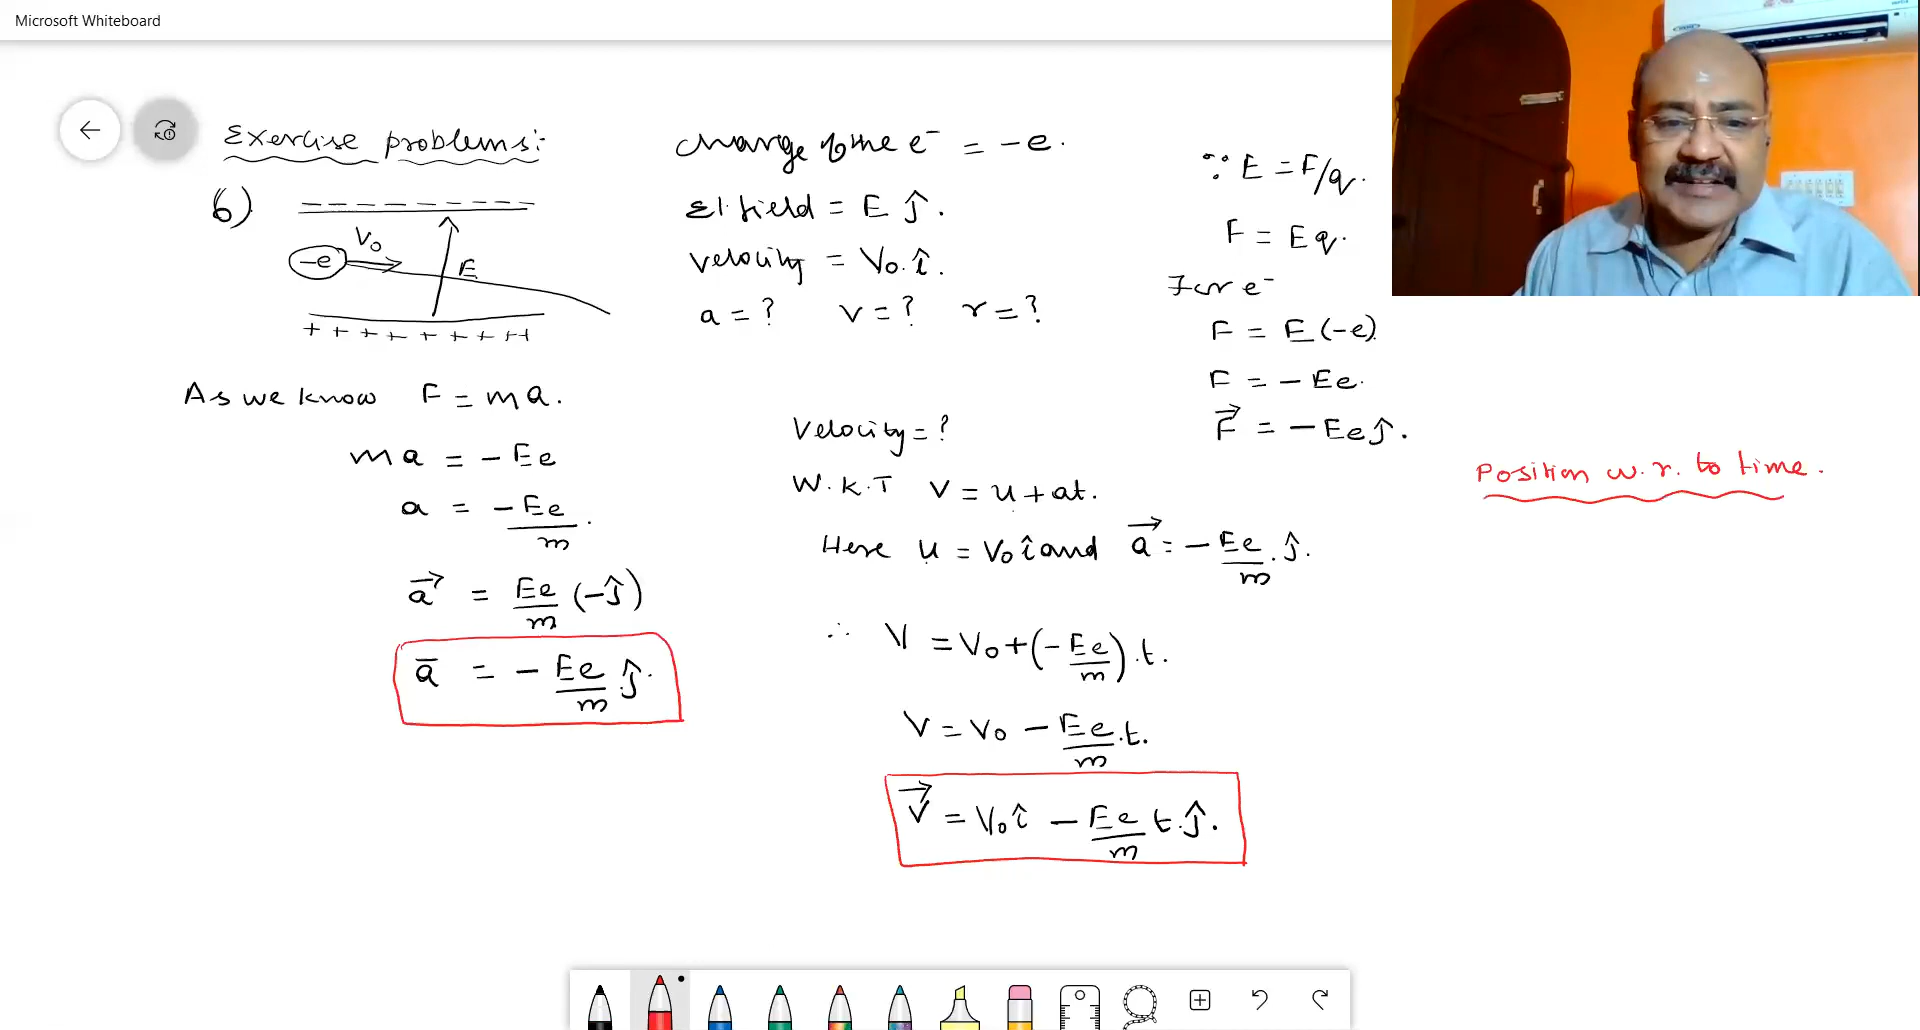 Microsoft Whiteboard
Exercise problems:-
6)
- - - - - - - -
V₀
-e
E
+ + + + + + + +
charge of the e⁻ = -e.
El. field = E ĵ.
velocity = V₀. î.
a = ? v = ? r = ?
∵ E = F/q.
F = Eq.
For e⁻
F = E(-e).
F = - Ee.
F⃗ = - Ee ĵ.
As we know F = ma.
ma = - Ee
a = - Ee/m.
a⃗ = Ee/m (-ĵ)
a̅ = - Ee/m ĵ.
Velocity = ?
W.K.T V = u + at.
Here u = V₀ î and a⃗ = - Ee/m . ĵ.
∴ V = V₀ + (- Ee/m) . t.
V = V₀ - Ee/m . t.
V⃗ = V₀ î - Ee/m t. ĵ.
Position w. r. to time.